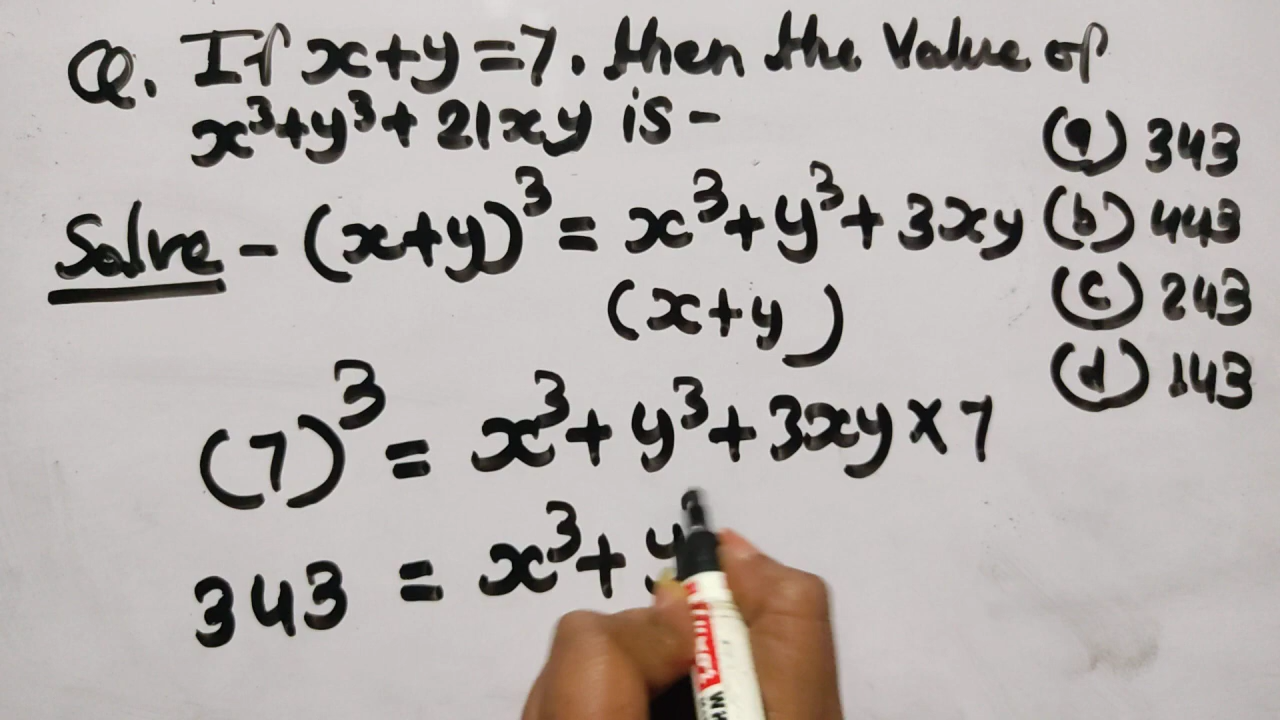 Q. If x+y=7. then the Value of
x³+y³+ 21xy is -
(a) 343
(b) 443
(c) 243
(d) 143
Solve - (x+y)³ = x³+y³+ 3xy
(x+y)
(7)³ = x³+ y³+3xy×7
343 = x³+ y